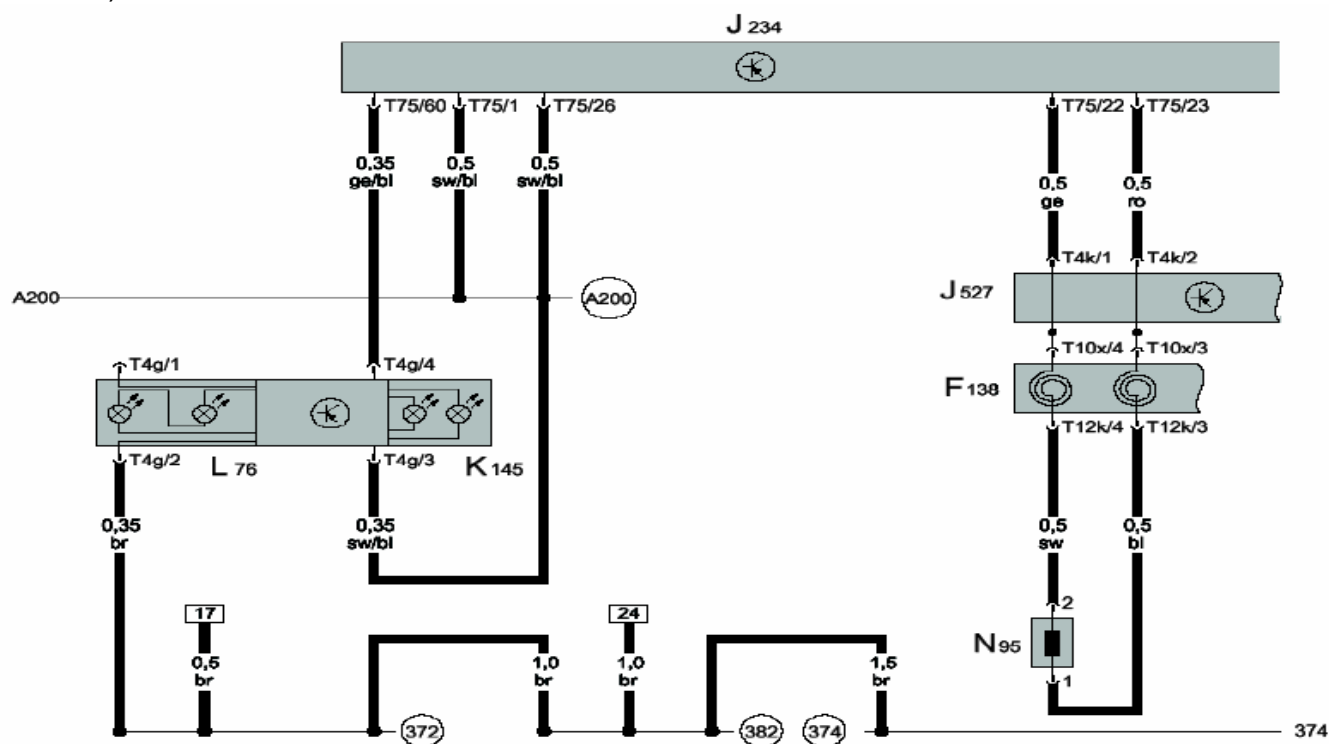 J 234
T75/60 T75/1 T75/26 T75/22 T75/23
0,35 0,5 0,5 0,5 0,5
ge/bl sw/bl sw/bl ge ro
T4k/1 T4k/2
A200 A200 J 527
T10x/4 T10x/3
T4g/1 T4g/4
F 138
T12k/4 T12k/3
T4g/2 L 76 T4g/3 K 145
0,35 0,35 0,5 0,5
br sw/bl sw bl
2
17 24
N 95
0,5 1,0 1,0 1,5
br br br br
1
372 382 374 374